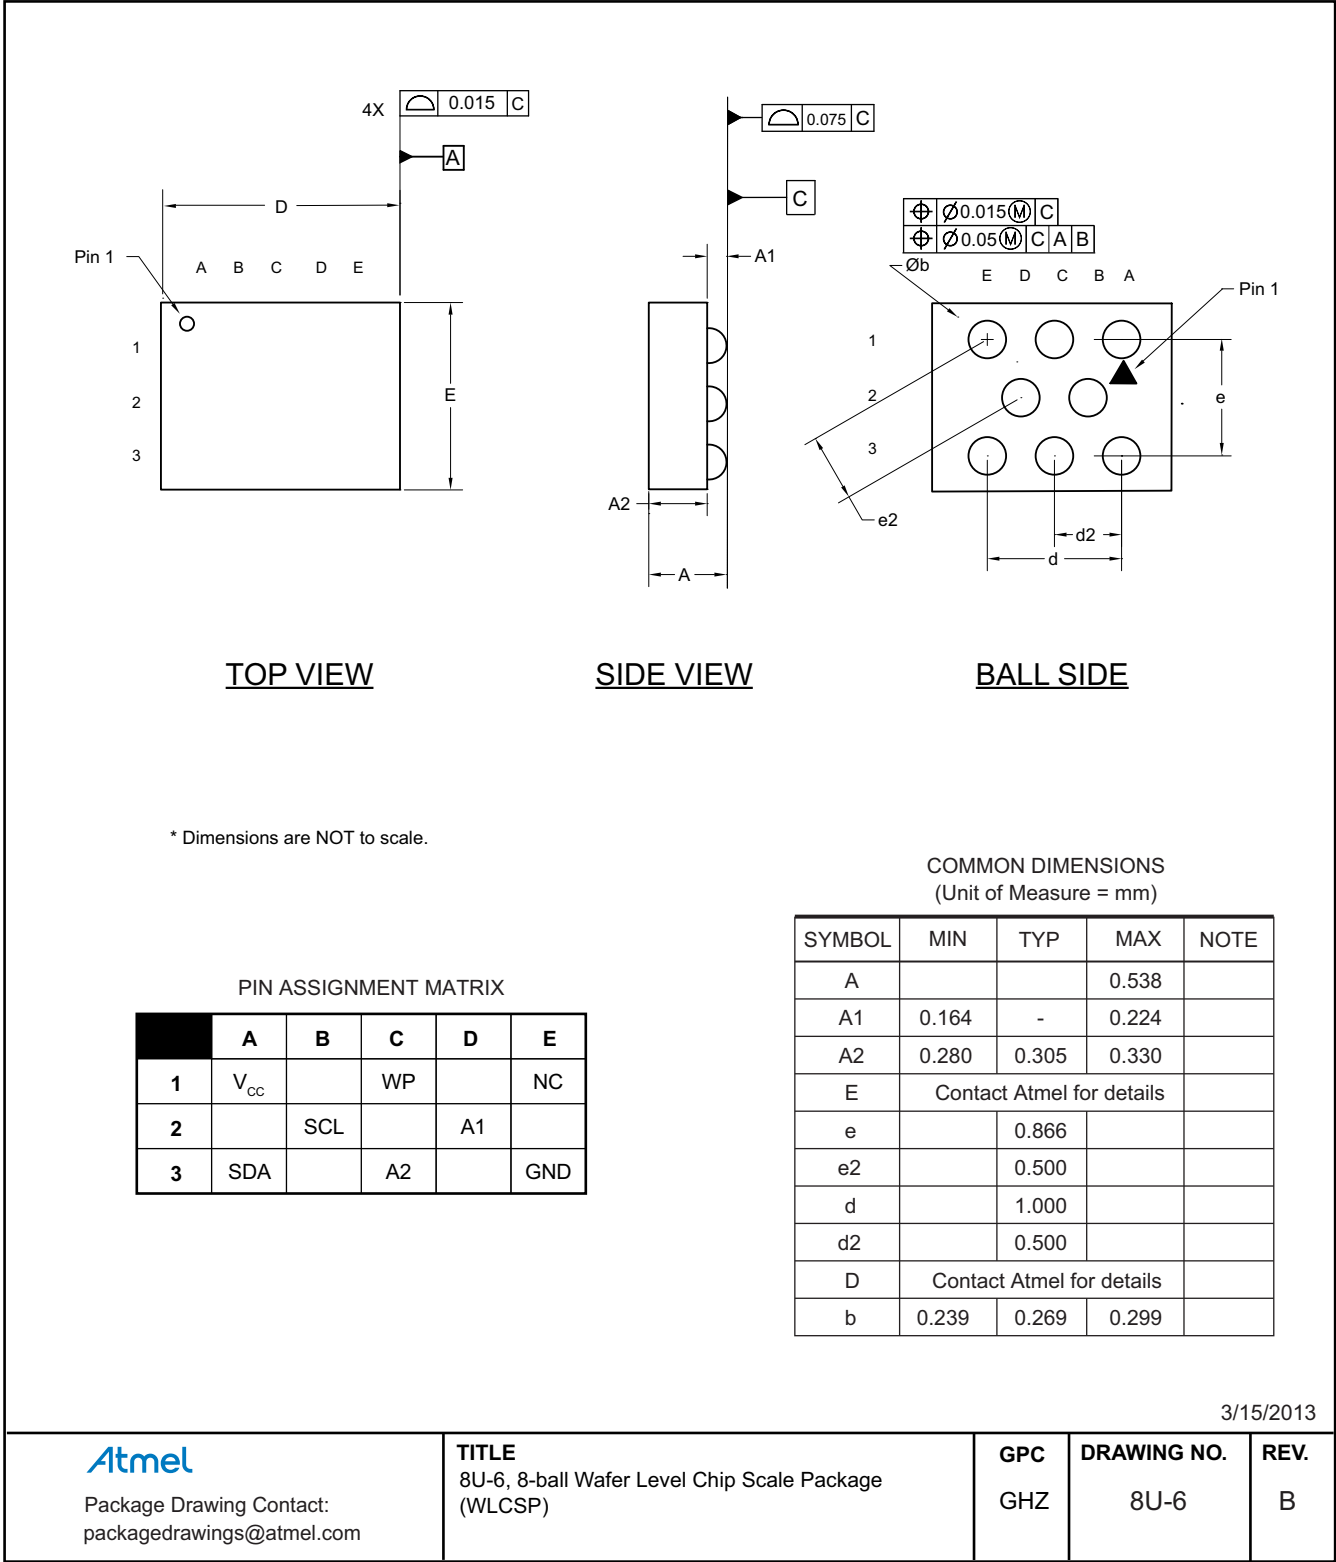 4X 0.015 C
A
D
Pin 1
A B C D E
1
2
3
E
0.075 C
C
A1
A2
A
Ø0.015 Ⓜ C
Ø0.05 Ⓜ C A B
Øb
E D C B A
Pin 1
1
2
3
e
e2
d2
d
TOP VIEW
SIDE VIEW
BALL SIDE
* Dimensions are NOT to scale.
COMMON DIMENSIONS
(Unit of Measure = mm)
SYMBOL MIN TYP MAX NOTE
A 0.538
A1 0.164 - 0.224
A2 0.280 0.305 0.330
E Contact Atmel for details
e 0.866
e2 0.500
d 1.000
d2 0.500
D Contact Atmel for details
b 0.239 0.269 0.299
PIN ASSIGNMENT MATRIX
A B C D E
1 VCC WP NC
2 SCL A1
3 SDA A2 GND
3/15/2013
Atmel
Package Drawing Contact:
packagedrawings@atmel.com
TITLE
8U-6, 8-ball Wafer Level Chip Scale Package
(WLCSP)
GPC
GHZ
DRAWING NO.
8U-6
REV.
B